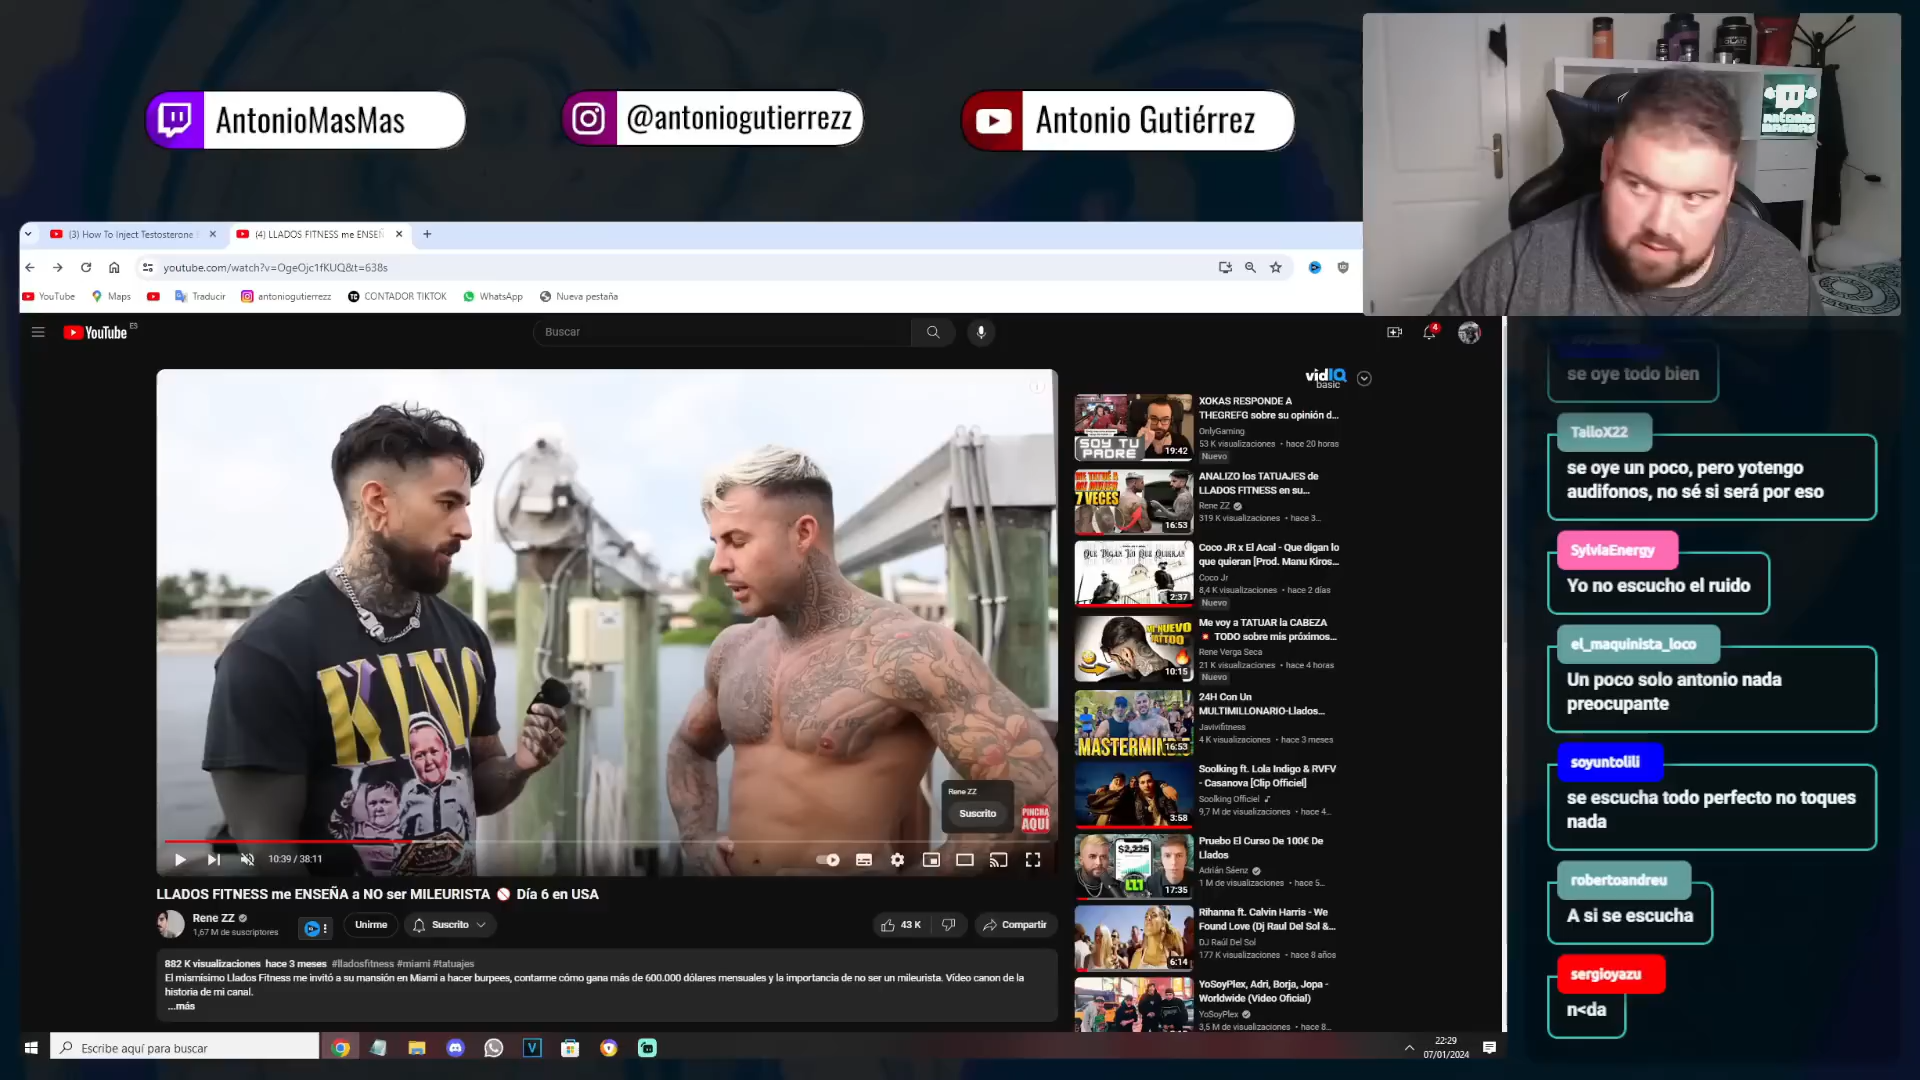 AntonioMasMas
@antoniogutierrezz
Antonio Gutiérrez
(3) How To Inject Testosterone
(4) LLADOS FITNESS me ENSEÑ
youtube.com/watch?v=OgeOjc1fKUQ&t=638s
YouTube
Maps
Traducir
antoniogutierrezz
CONTADOR TIKTOK
WhatsApp
Nueva pestaña
YouTube ES
Buscar
4
KING
Rene ZZ
Suscrito
PINCHA
AQUÍ
10:39 / 38:11
LLADOS FITNESS me ENSEÑA a NO ser MILEURISTA 🚫 Día 6 en USA
Rene ZZ
1,67 M de suscriptores
Unirme
Suscrito
43 K
Compartir
882 K visualizaciones hace 3 meses #lladosfitness #miami #tatuajes
El mismísimo Llados Fitness me invitó a su mansión en Miami a hacer burpees, contarme cómo gana más de 600.000 dólares mensuales y la importancia de no ser un mileurista. Vídeo canon de la
historia de mi canal.
...más
vidIQ
basic
SOY TU
PADRE
19:42
XOKAS RESPONDE A
THEGREFG sobre su opinión d...
OnlyGaming
53 K visualizaciones • hace 20 horas
Nuevo
7 VECES
16:53
ANALIZO los TATUAJES de
LLADOS FITNESS en su...
Rene ZZ
319 K visualizaciones • hace 3...
QUE DIGAN LO QUE QUIERAN
2:37
Coco JR x El Acal - Que digan lo
que quieran [Prod. Manu Kiros...
Coco Jr
8,4 K visualizaciones • hace 2 días
Nuevo
MI NUEVO
TATTOO
10:15
Me voy a TATUAR la CABEZA
💥 TODO sobre mis próximos...
Rene Verga Seca
21 K visualizaciones • hace 4 horas
Nuevo
MASTERMIND
16:53
24H Con Un
MULTIMILLONARIO-Llados...
Javivifitness
4 K visualizaciones • hace 3 meses
3:58
Soolking ft. Lola Indigo & RVFV
- Casanova [Clip Officiel]
Soolking Officiel
9,7 M de visualizaciones • hace 4...
$2,225
17:35
Pruebo El Curso De 100€ De
Llados
Adrián Sáenz
1 M de visualizaciones • hace 5...
6:14
Rihanna ft. Calvin Harris - We
Found Love (Dj Raul Del Sol &...
DJ Raúl Del Sol
177 K visualizaciones • hace 8 años
YoSoyPlex, Adri, Borja, Jopa -
Worldwide (Video Oficial)
YoSoyPlex
3,5 M de visualizaciones • hace 8...
se oye todo bien
TalloX22
se oye un poco, pero yotengo
audifonos, no sé si será por eso
SylviaEnergy
Yo no escucho el ruido
el_maquinista_loco
Un poco solo antonio nada
preocupante
soyuntolili
se escucha todo perfecto no toques
nada
robertoandreu
A si se escucha
sergioyazu
n<da
Escribe aquí para buscar
22:29
07/01/2024